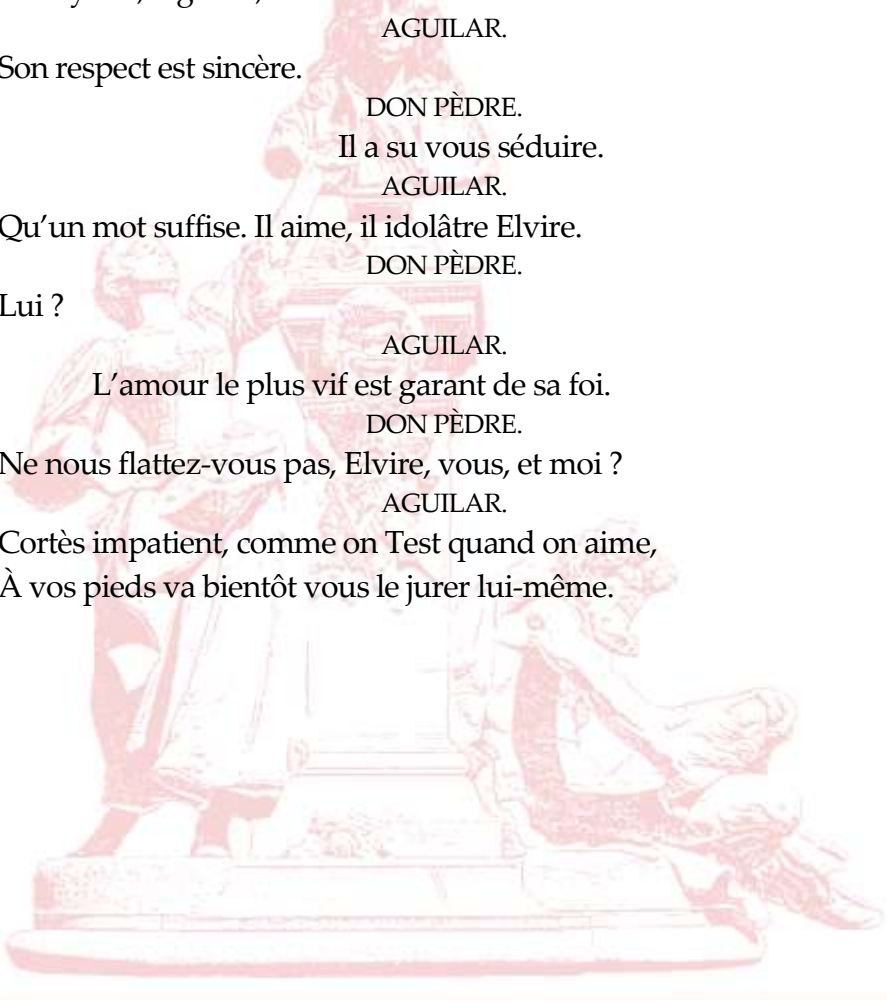 AGUILAR.
Son respect est sincère.
DON PÈDRE.
Il a su vous séduire.
AGUILAR.
Qu’un mot suffise. Il aime, il idolâtre Elvire.
DON PÈDRE.
Lui ?
AGUILAR.
L’amour le plus vif est garant de sa foi.
DON PÈDRE.
Ne nous flattez-vous pas, Elvire, vous, et moi ?
AGUILAR.
Cortès impatient, comme on Test quand on aime,
À vos pieds va bientôt vous le jurer lui-même.